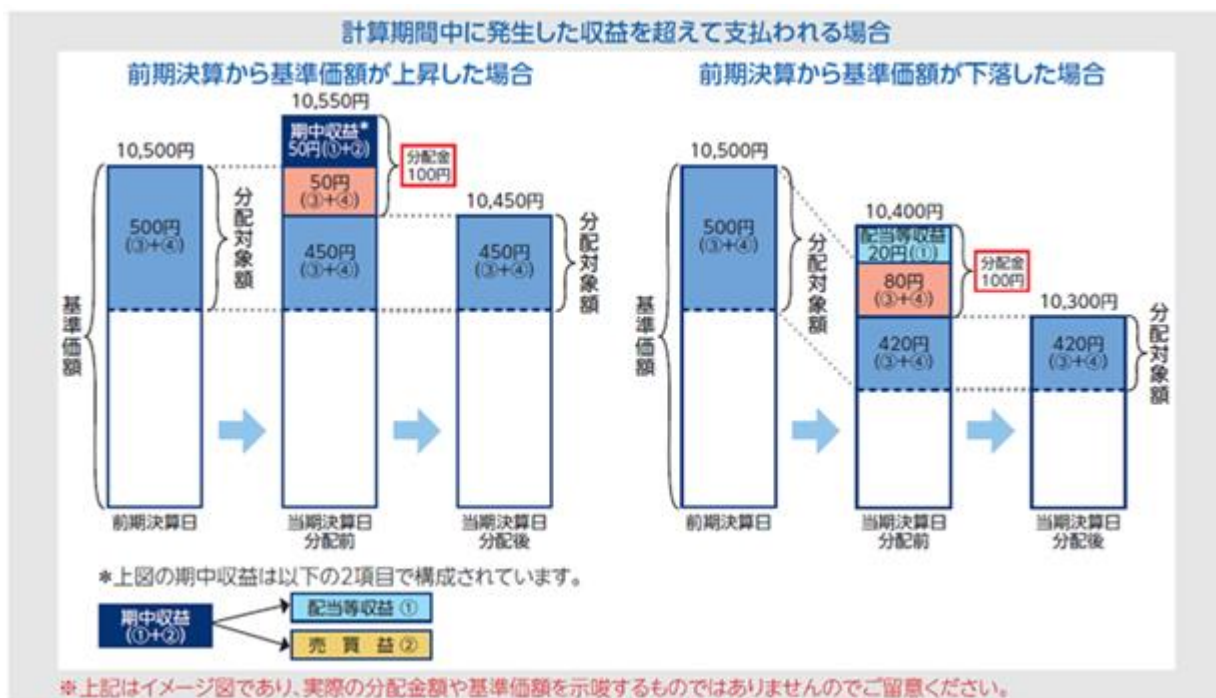 計算期間中に発生した収益を超えて支払われる場合
前期決算から基準価額が上昇した場合
10,550円
期中収益*
50円(①+②)
分配金
100円
10,500円
50円
(③+④)
10,450円
500円
(③+④)
450円
(③+④)
450円
(③+④)
分配対象額
分配対象額
基準価額
前期決算日
当期決算日
分配前
当期決算日
分配後
前期決算から基準価額が下落した場合
10,500円
10,400円
配当等収益
20円(①)
分配金
100円
500円
(③+④)
80円
(③+④)
10,300円
420円
(③+④)
420円
(③+④)
分配対象額
分配対象額
基準価額
前期決算日
当期決算日
分配前
当期決算日
分配後
*上図の期中収益は以下の2項目で構成されています。
期中収益
(①+②)
配当等収益 ①
売 買 益 ②
※上記はイメージ図であり、実際の分配金額や基準価額を示唆するものではありませんのでご留意ください。